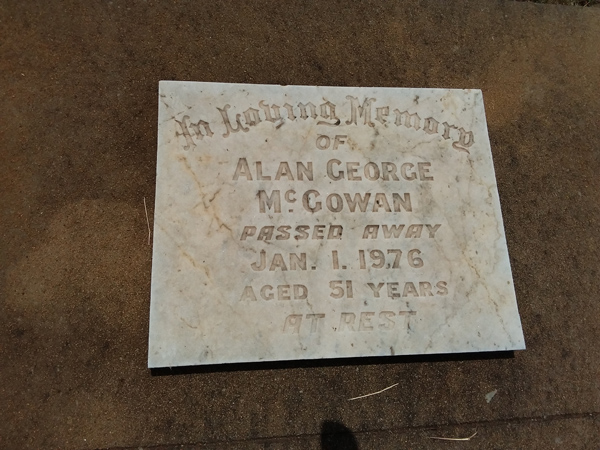 In Loving Memory
OF
ALAN GEORGE
McGOWAN
PASSED AWAY
JAN. 1. 1976
AGED 51 YEARS
AT REST